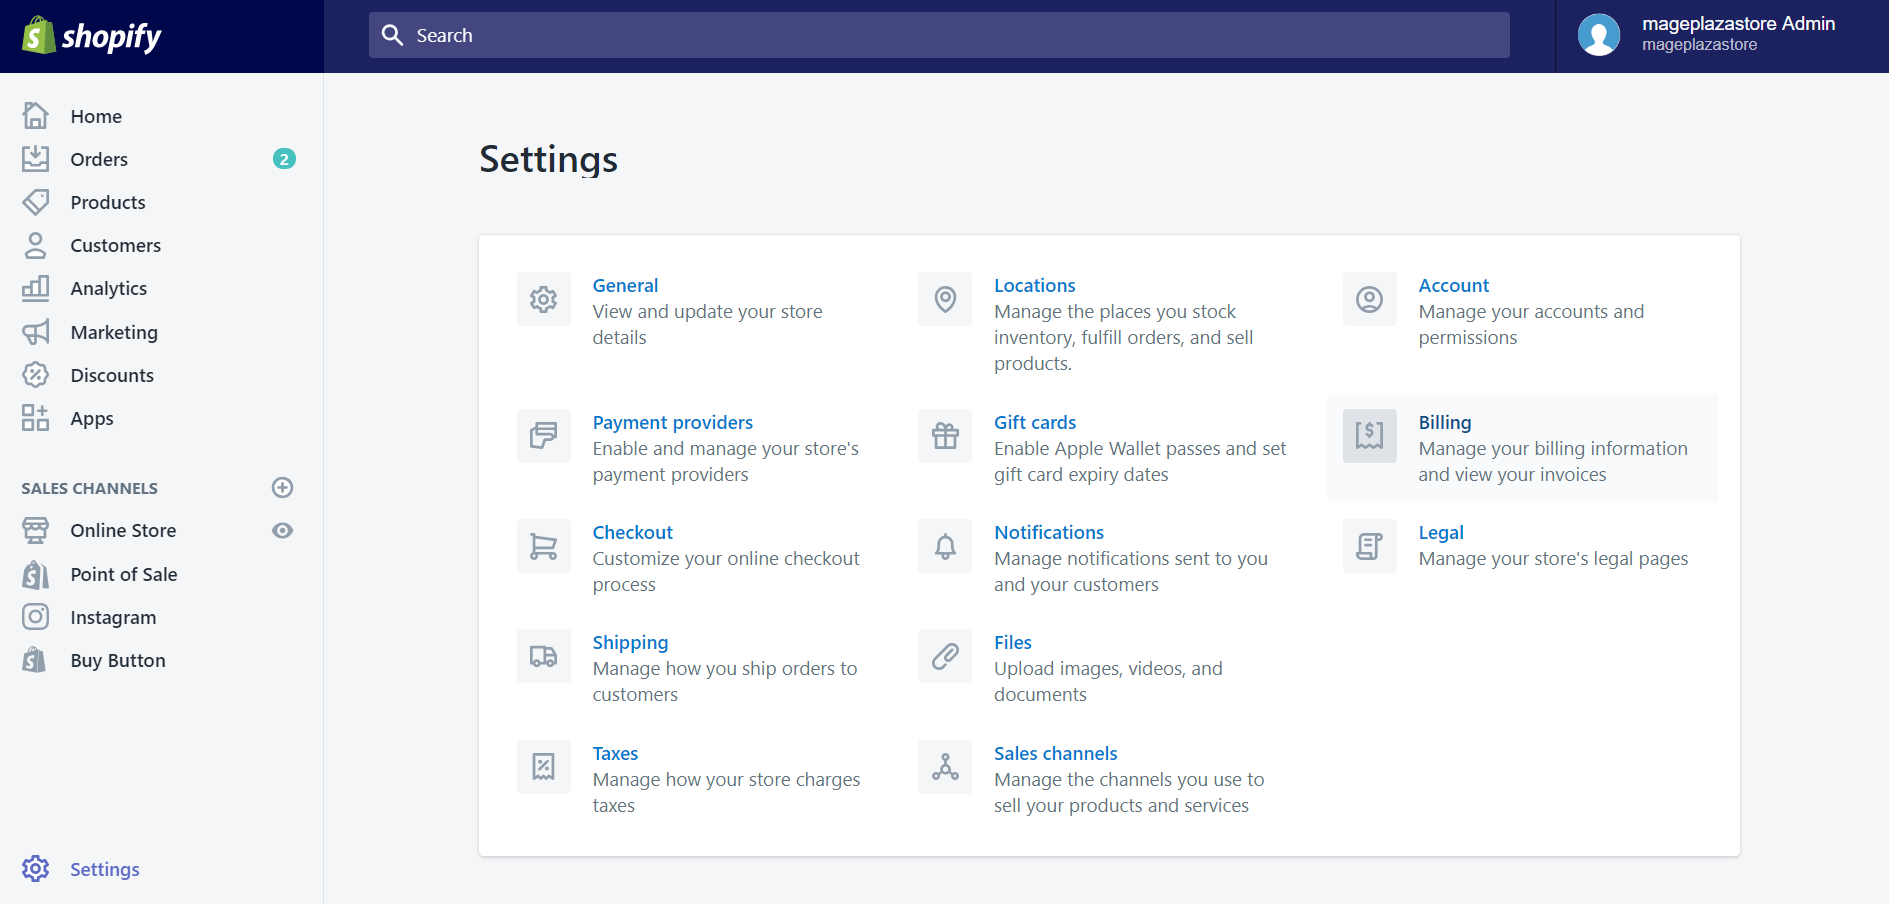 shopify
Search
mageplazastore Admin
mageplazastore
Home
Orders
2
Products
Customers
Analytics
Marketing
Discounts
Apps
SALES CHANNELS
Online Store
Point of Sale
Instagram
Buy Button
Settings
Settings
General
View and update your store
details
Locations
Manage the places you stock
inventory, fulfill orders, and sell
products.
Account
Manage your accounts and
permissions
Payment providers
Enable and manage your store's
payment providers
Gift cards
Enable Apple Wallet passes and set
gift card expiry dates
Billing
Manage your billing information
and view your invoices
Checkout
Customize your online checkout
process
Notifications
Manage notifications sent to you
and your customers
Legal
Manage your store's legal pages
Shipping
Manage how you ship orders to
customers
Files
Upload images, videos, and
documents
Taxes
Manage how your store charges
taxes
Sales channels
Manage the channels you use to
sell your products and services